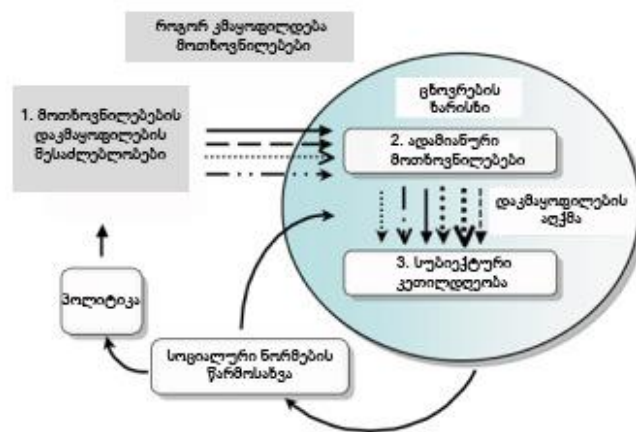 როგორ კმაყოფილდება
მოთხოვნილებები
1. მოთხოვნილებების
დაკმაყოფილების
შესაძლებლობები
ცხოვრების
ხარისხი
2. ადამიანური
მოთხოვნილებები
დაკმაყოფილების
აღქმა
3. სუბიექტური
კეთილდღეობა
პოლიტიკა
სოციალური ნორმების
წარმოსახვა